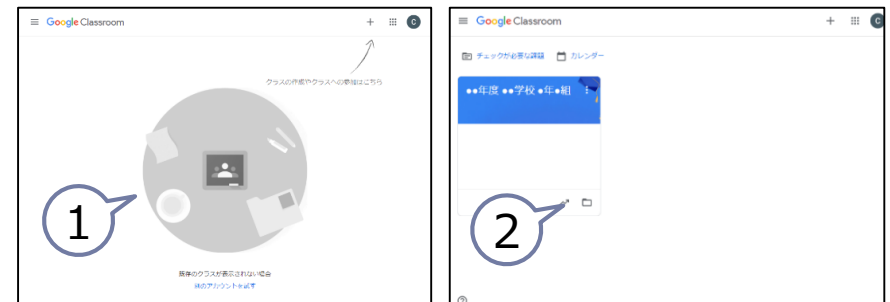 Google Classroom
C
クラスの作成やクラスへの参加はこちら
1
既存のクラスが表示されない場合
別のアカウントを試す
Google Classroom
C
チェックが必要な課題 カレンダー
●●年度 ●●学校 ●年●組
2